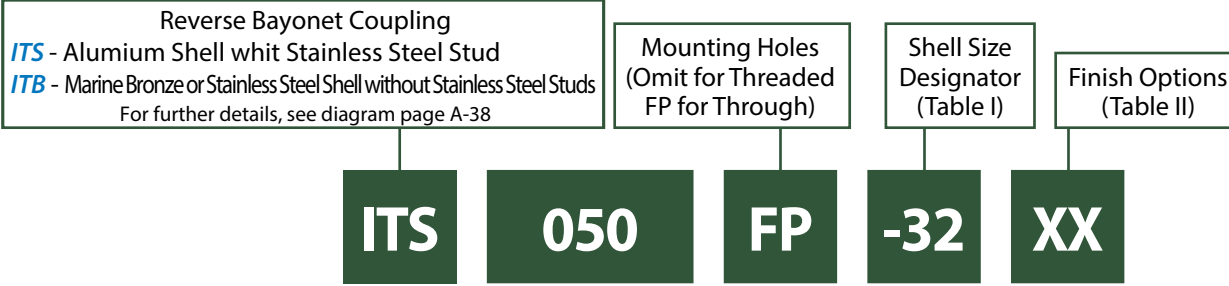 Reverse Bayonet Coupling
ITS - Alumium Shell whit Stainless Steel Stud
ITB - Marine Bronze or Stainless Steel Shell without Stainless Steel Studs
For further details, see diagram page A-38
Mounting Holes
(Omit for Threaded
FP for Through)
Shell Size
Designator
(Table I)
Finish Options
(Table II)
ITS 050 FP -32 XX